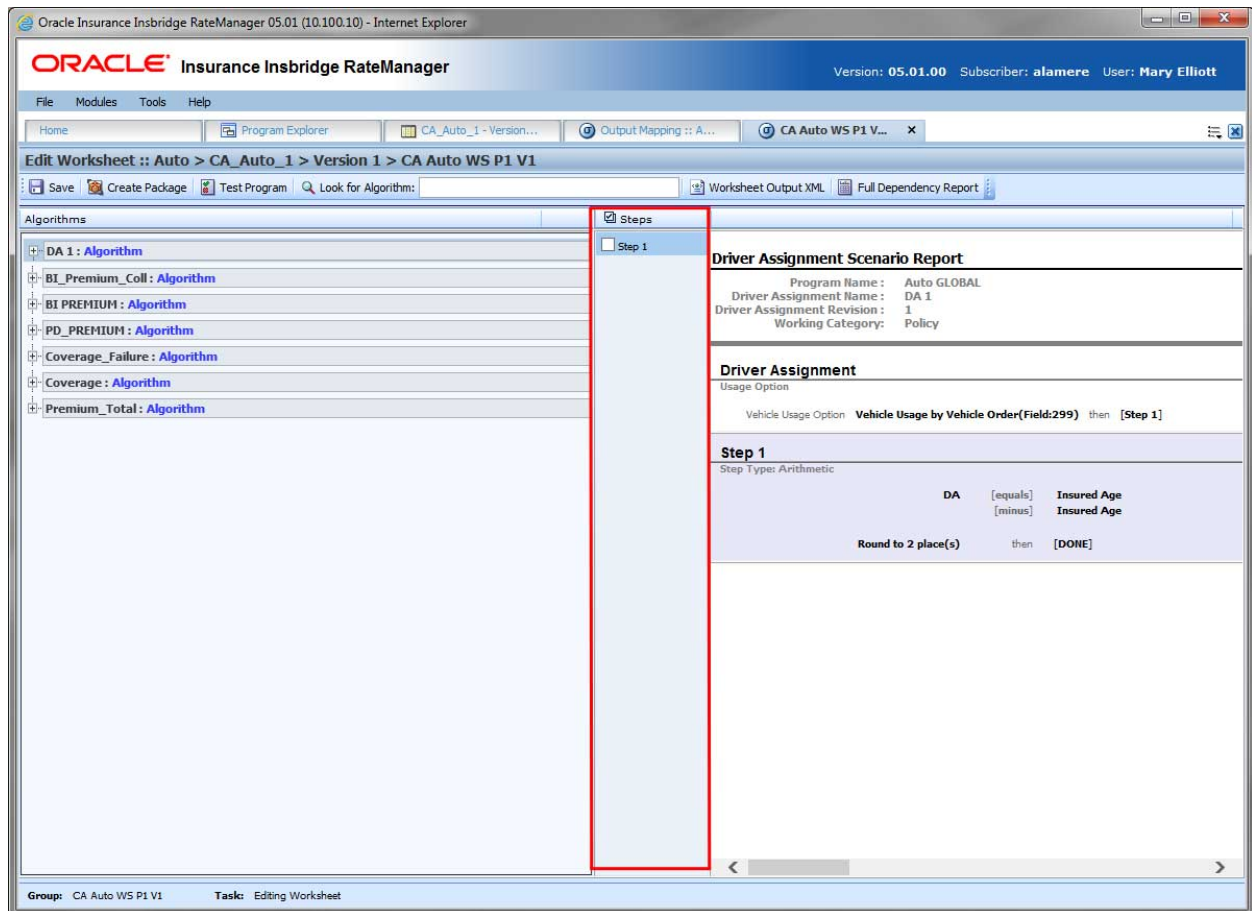 Oracle Insurance Insbridge RateManager 05.01 (10.100.10) - Internet Explorer
ORACLE Insurance Insbridge RateManager
Version: 05.01.00 Subscriber: alamere User: Mary Elliott
File Modules Tools Help
Home Program Explorer CA_Auto_1 - Version... Output Mapping :: A... CA Auto WS P1 V... x
Edit Worksheet :: Auto > CA_Auto_1 > Version 1 > CA Auto WS P1 V1
Save Create Package Test Program Look for Algorithm: Worksheet Output XML Full Dependency Report
Algorithms
DA 1 : Algorithm
BI_Premium_Coll : Algorithm
BI PREMIUM : Algorithm
PD_PREMIUM : Algorithm
Coverage_Failure : Algorithm
Coverage : Algorithm
Premium_Total : Algorithm
Steps
Step 1
Driver Assignment Scenario Report
Program Name : Auto GLOBAL
Driver Assignment Name : DA 1
Driver Assignment Revision : 1
Working Category: Policy
Driver Assignment
Usage Option
Vehicle Usage Option Vehicle Usage by Vehicle Order(Field:299) then [Step 1]
Step 1
Step Type: Arithmetic
DA [equals] Insured Age
[minus] Insured Age
Round to 2 place(s) then [DONE]
Group: CA Auto WS P1 V1 Task: Editing Worksheet